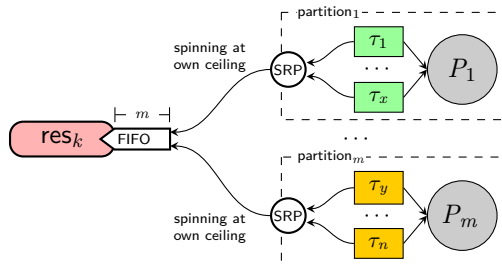 partition₁
spinning at
own ceiling
SRP
τ₁
...
τₓ
P₁
m
resₖ
FIFO
...
partitionₘ
spinning at
own ceiling
SRP
τ_y
...
τₙ
Pₘ